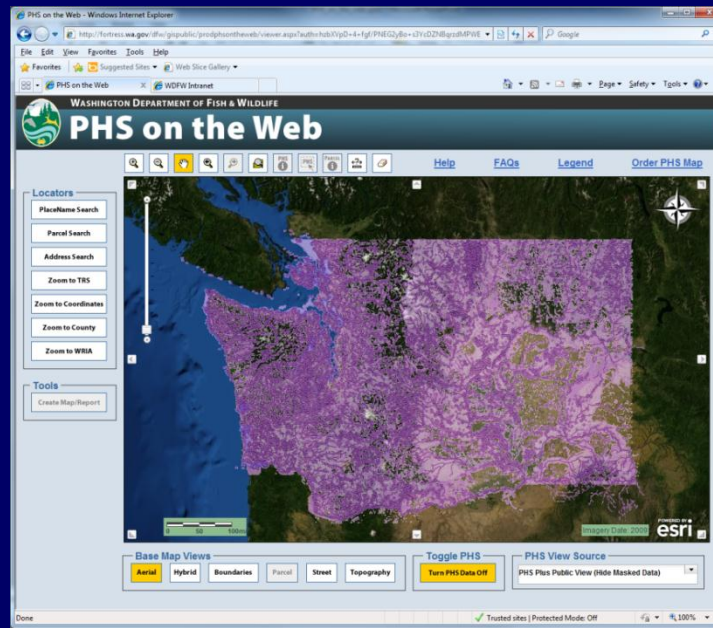 PHS on the Web - Windows Internet Explorer
File Edit View Favorites Tools Help
Favorites Suggested Sites Web Slice Gallery
PHS on the Web WDFW Intranet Page Safety Tools
WASHINGTON DEPARTMENT OF FISH & WILDLIFE
PHS on the Web
Help FAQs Legend Order PHS Map
Locators
PlaceName Search
Parcel Search
Address Search
Zoom to TRS
Zoom to Coordinates
Zoom to County
Zoom to WRIA
Tools
Create Map/Report
0 50 100mi
Imagery Date: 2009
POWERED BY
esri
Base Map Views Toggle PHS PHS View Source
Aerial Hybrid Boundaries Parcel Street Topography Turn PHS Data Off PHS Plus Public View (Hide Masked Data)
Done Trusted sites | Protected Mode: Off 100%